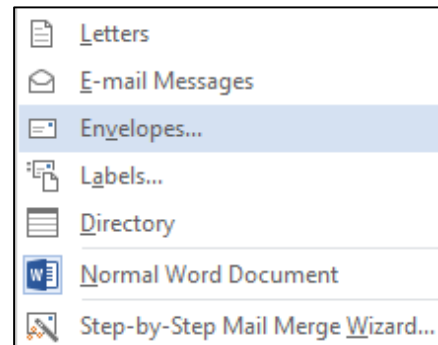 Letters
E-mail Messages
Envelopes...
Labels...
Directory
Normal Word Document
Step-by-Step Mail Merge Wizard...